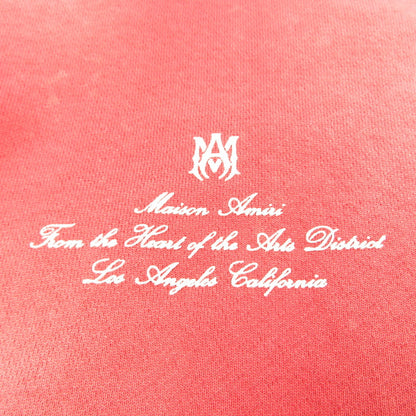 MA
Maison Amiri
From the Heart of the Arts District
Los Angeles California